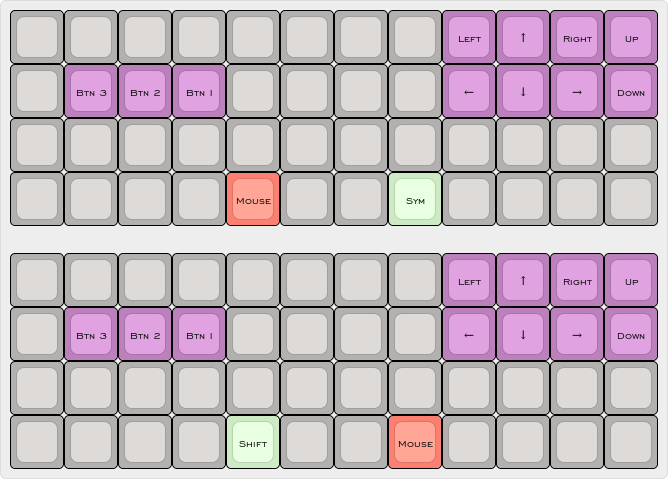 Left ↑ Right Up
Btn 3 Btn 2 Btn 1 ← ↓ → Down
Mouse Sym
Left ↑ Right Up
Btn 3 Btn 2 Btn 1 ← ↓ → Down
Shift Mouse